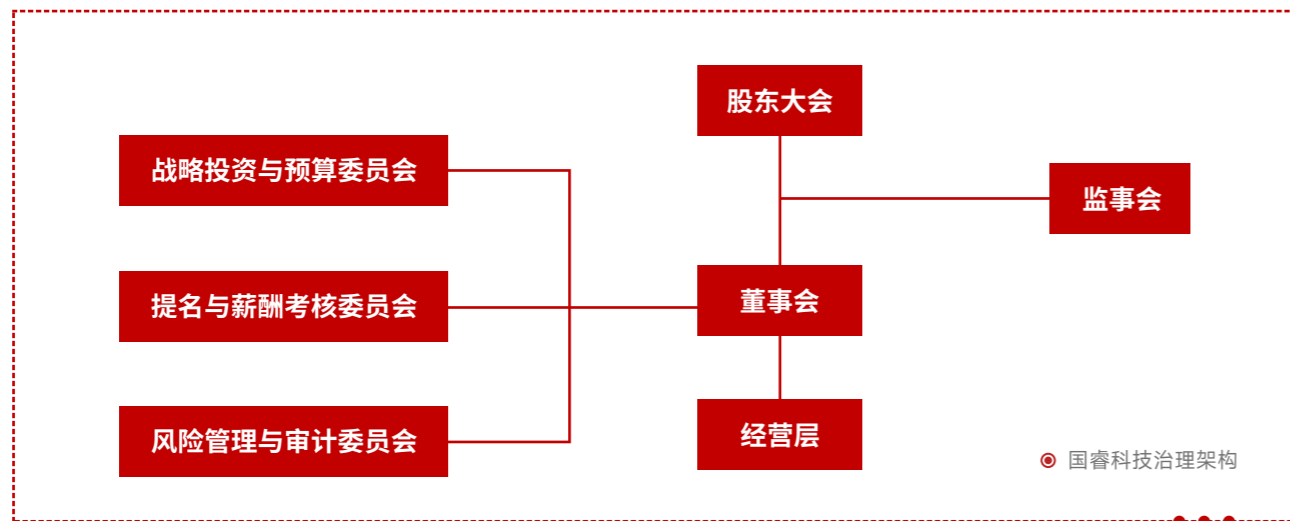 股东大会
战略投资与预算委员会
监事会
提名与薪酬考核委员会
董事会
风险管理与审计委员会
经营层
国睿科技治理架构